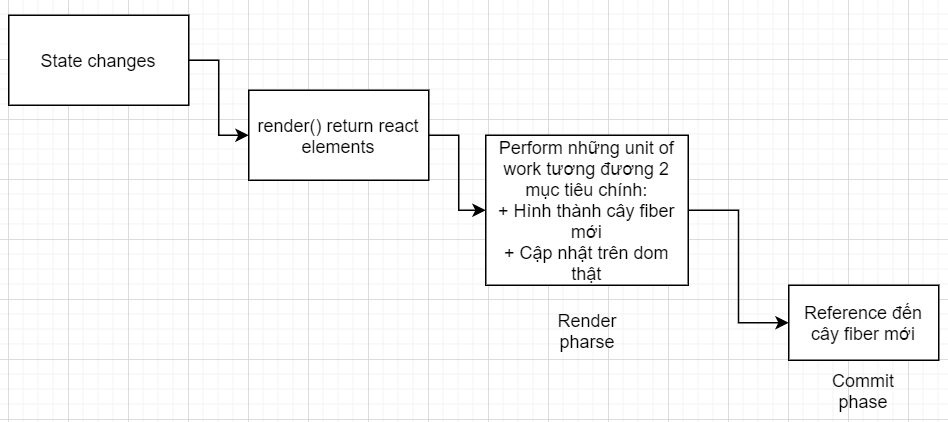 State changes
render() return react
elements
Perform những unit of
work tương đương 2
mục tiêu chính:
+ Hình thành cây fiber
mới
+ Cập nhật trên dom
thật
Render
pharse
Reference đến
cây fiber mới
Commit
phase